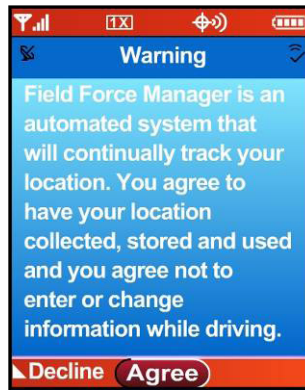 1X
Warning
Field Force Manager is an
automated system that
will continually track your
location. You agree to
have your location
collected, stored and used
and you agree not to
enter or change
information while driving.
Decline Agree